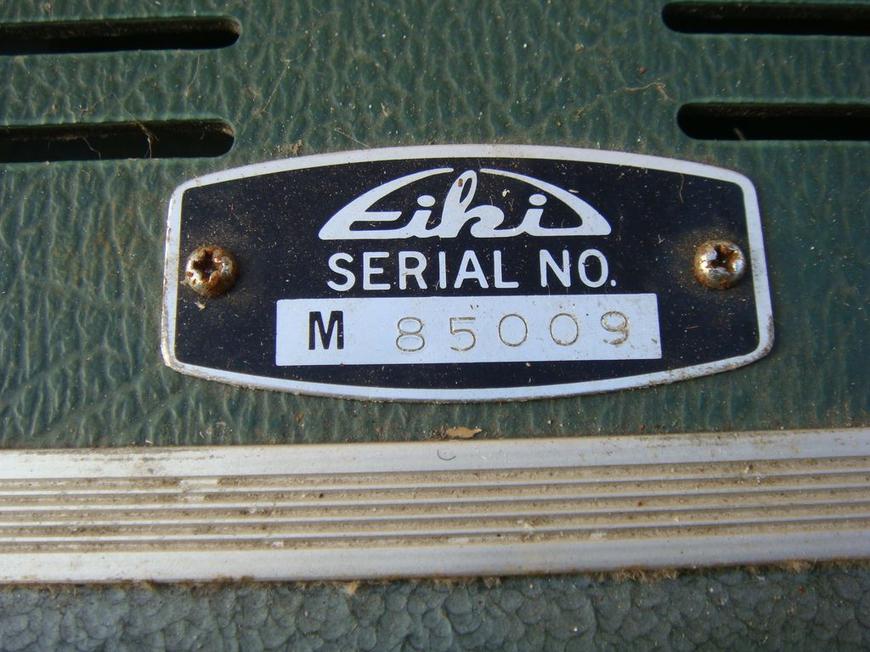 Eiki
SERIAL NO.
M 85009